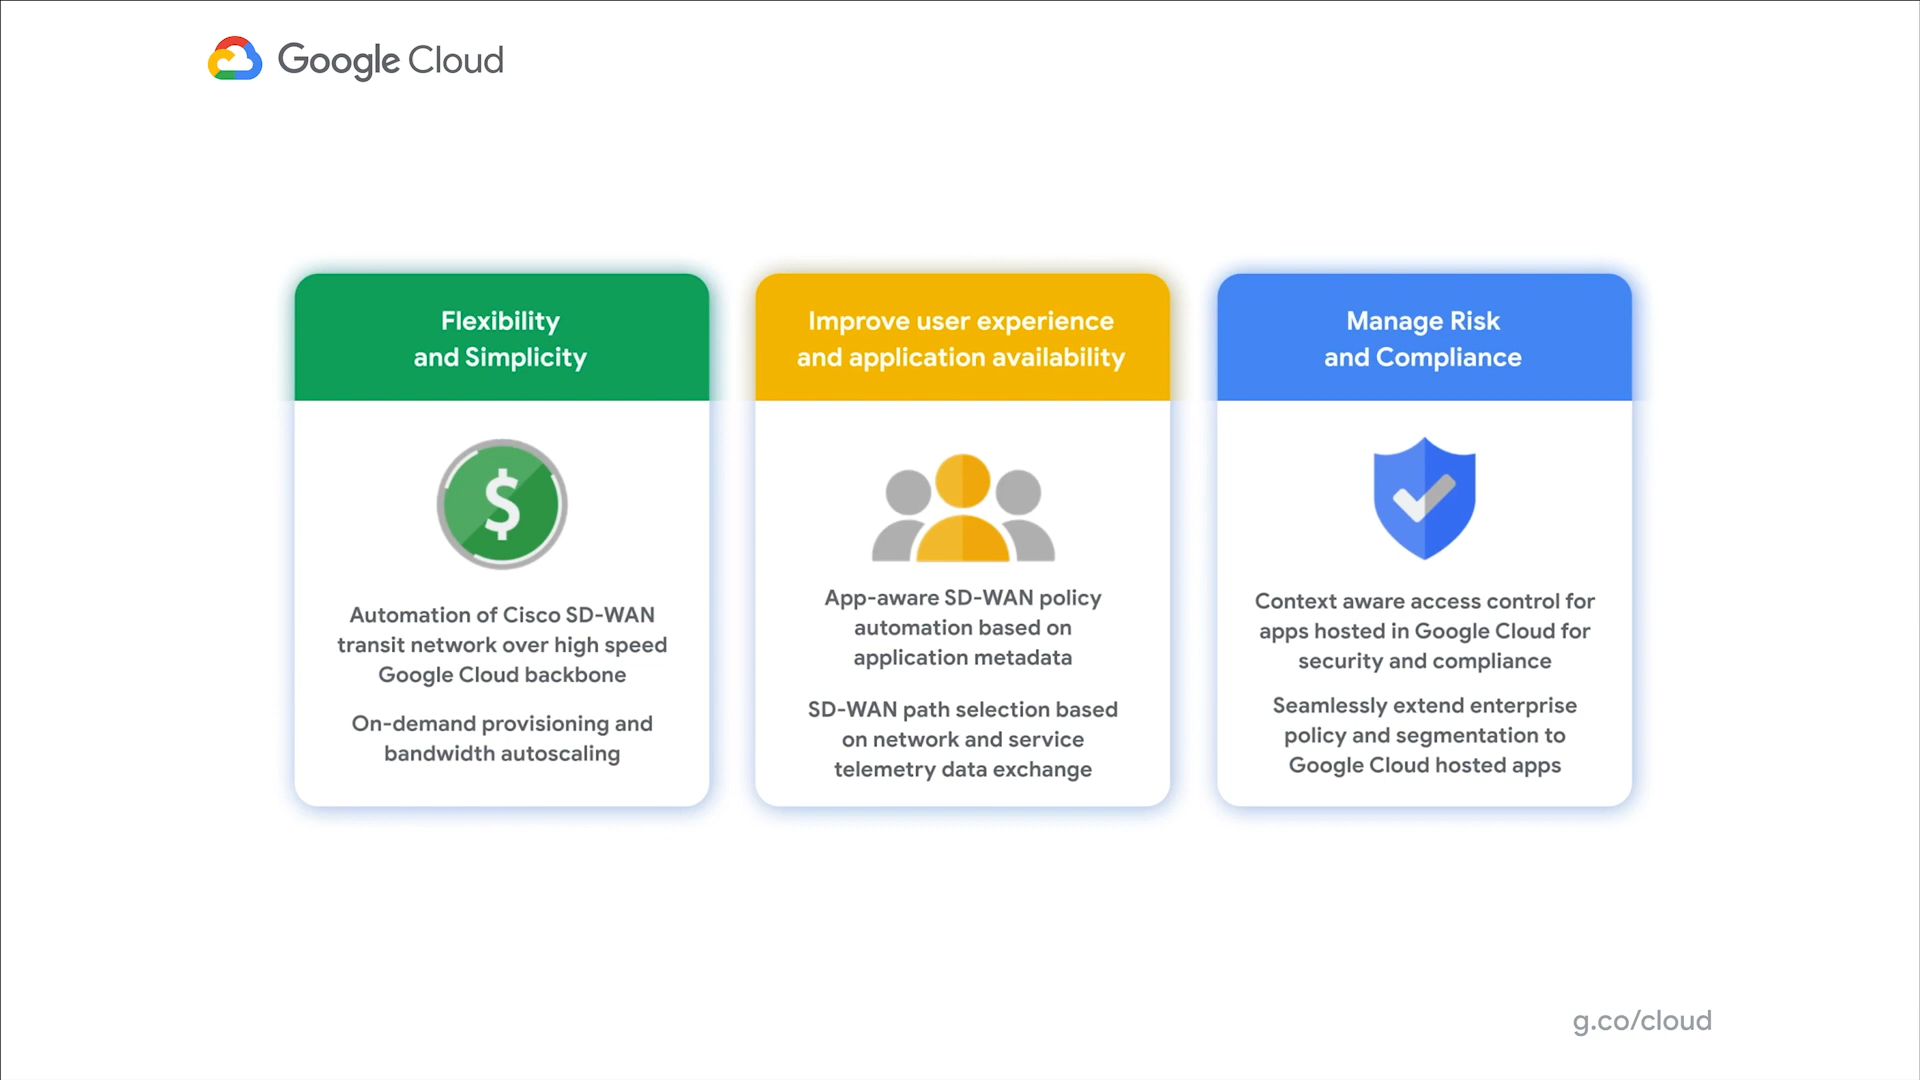 Google Cloud
Flexibility
and Simplicity
$
Automation of Cisco SD-WAN
transit network over high speed
Google Cloud backbone
On-demand provisioning and
bandwidth autoscaling
Improve user experience
and application availability
App-aware SD-WAN policy
automation based on
application metadata
SD-WAN path selection based
on network and service
telemetry data exchange
Manage Risk
and Compliance
Context aware access control for
apps hosted in Google Cloud for
security and compliance
Seamlessly extend enterprise
policy and segmentation to
Google Cloud hosted apps
g.co/cloud